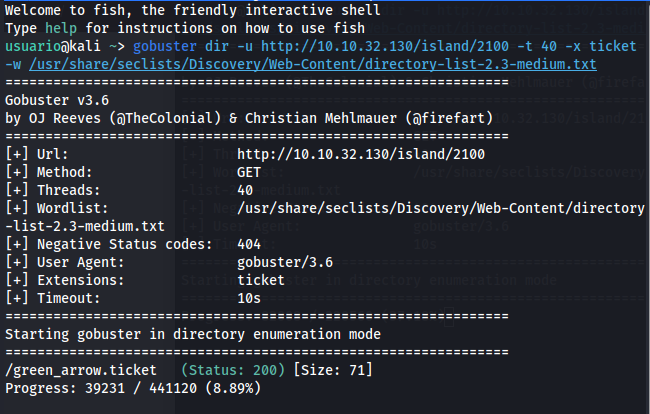 Welcome to fish, the friendly interactive shell
Type help for instructions on how to use fish
usuario@kali ~> gobuster dir -u http://10.10.32.130/island/2100 -t 40 -x ticket
-w /usr/share/seclists/Discovery/Web-Content/directory-list-2.3-medium.txt
===============================================================
Gobuster v3.6
by OJ Reeves (@TheColonial) & Christian Mehlmauer (@firefart)
===============================================================
[+] Url:                     http://10.10.32.130/island/2100
[+] Method:                  GET
[+] Threads:                 40
[+] Wordlist:                /usr/share/seclists/Discovery/Web-Content/directory
-list-2.3-medium.txt
[+] Negative Status codes:   404
[+] User Agent:              gobuster/3.6
[+] Extensions:              ticket
[+] Timeout:                 10s
===============================================================
Starting gobuster in directory enumeration mode
===============================================================
/green_arrow.ticket   (Status: 200) [Size: 71]
Progress: 39231 / 441120 (8.89%)